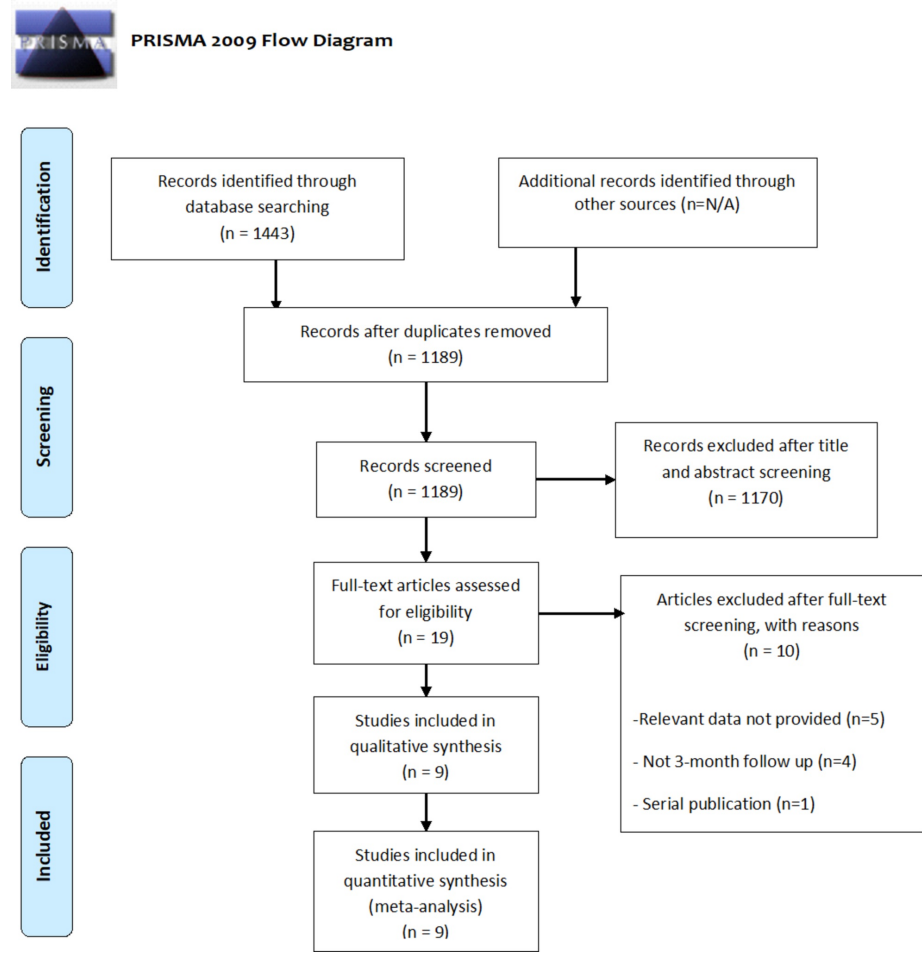 PRISMA
PRISMA 2009 Flow Diagram
Identification
Records identified through
database searching
(n = 1443)
Additional records identified through
other sources (n=N/A)
Records after duplicates removed
(n = 1189)
Screening
Records screened
(n = 1189)
Records excluded after title
and abstract screening
(n = 1170)
Eligibility
Full-text articles assessed
for eligibility
(n = 19)
Articles excluded after full-text
screening, with reasons
(n = 10)
-Relevant data not provided (n=5)
- Not 3-month follow up (n=4)
- Serial publication (n=1)
Studies included in
qualitative synthesis
(n = 9)
Included
Studies included in
quantitative synthesis
(meta-analysis)
(n = 9)